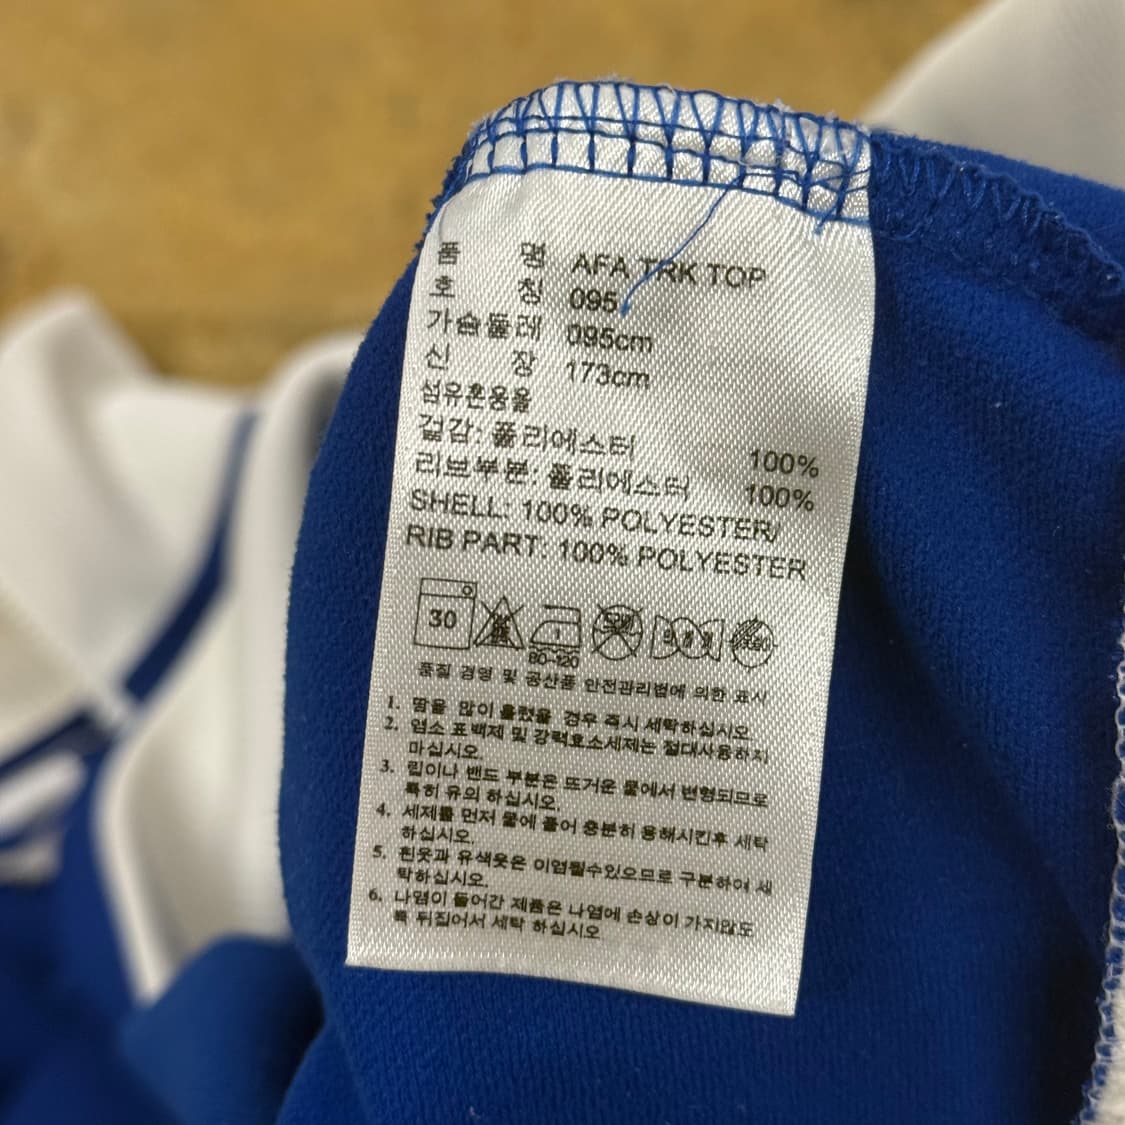 품 명 AFA TRK TOP
호 칭 095
가슴둘레 095cm
신 장 173cm
섬유혼용율
겉감: 폴리에스터 100%
리브부분: 폴리에스터 100%
SHELL: 100% POLYESTER/
RIB PART: 100% POLYESTER
30
80~120
품질 경영 및 공산품 안전관리법에 의한 표시
1. 땀을 많이 흘렸을 경우 즉시 세탁하십시오
2. 염소 표백제 및 강력효소세제는 절대사용하지
마십시오.
3. 립이나 밴드 부분은 뜨거운 물에서 변형되므로
특히 유의 하십시오.
4. 세제를 먼저 물에 풀어 충분히 용해시킨후 세탁
하십시오.
5. 흰옷과 유색옷은 이염될수있으므로 구분하여 세
탁하십시오.
6. 나염이 들어간 제품은 나염에 손상이 가지않도
록 뒤집어서 세탁 하십시오.